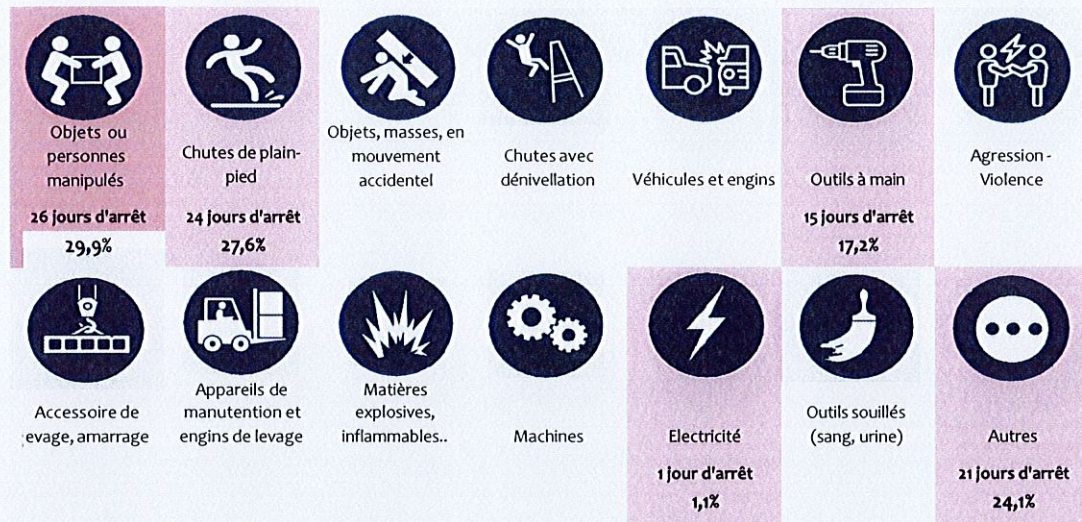 Objets ou
personnes
manipulés
26 jours d'arrêt
29,9%
Chutes de plain-
pied
24 jours d'arrêt
27,6%
Objets, masses, en
mouvement
accidentel
Chutes avec
dénivellation
Véhicules et engins
Outils à main
15 jours d'arrêt
17,2%
Agression -
Violence
Accessoire de
evage, amarrage
Appareils de
manutention et
engins de levage
Matières
explosives,
inflammables..
Machines
Electricité
1 jour d'arrêt
1,1%
Outils souillés
(sang, urine)
Autres
21 jours d'arrêt
24,1%